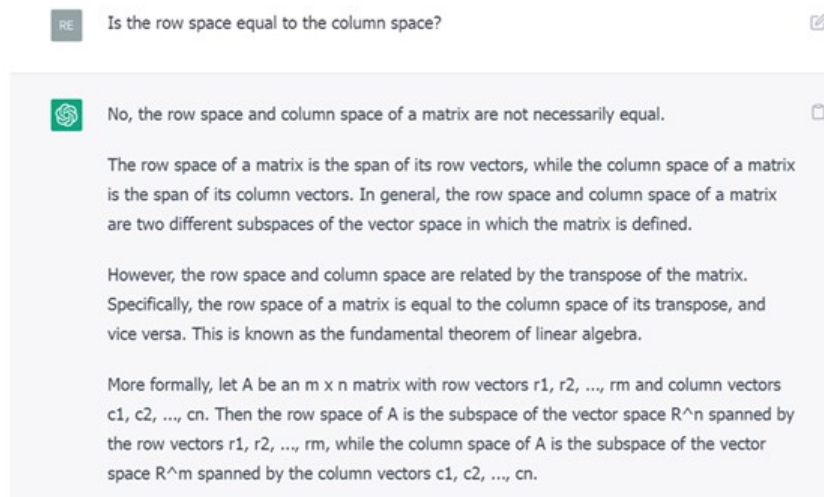 RE
Is the row space equal to the column space?
No, the row space and column space of a matrix are not necessarily equal.
The row space of a matrix is the span of its row vectors, while the column space of a matrix
is the span of its column vectors. In general, the row space and column space of a matrix
are two different subspaces of the vector space in which the matrix is defined.
However, the row space and column space are related by the transpose of the matrix.
Specifically, the row space of a matrix is equal to the column space of its transpose, and
vice versa. This is known as the fundamental theorem of linear algebra.
More formally, let A be an m x n matrix with row vectors r1, r2, ..., rm and column vectors
c1, c2, ..., cn. Then the row space of A is the subspace of the vector space R^n spanned by
the row vectors r1, r2, ..., rm, while the column space of A is the subspace of the vector
space R^m spanned by the column vectors c1, c2, ..., cn.